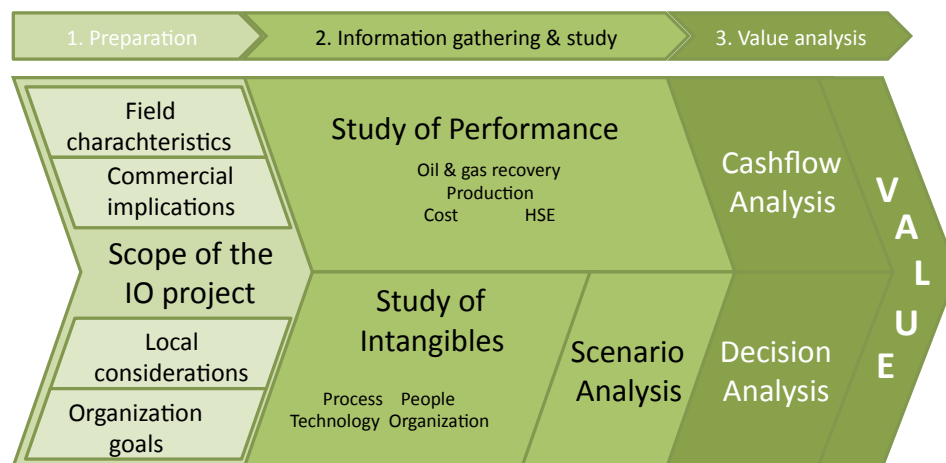 1. Preparation
2. Information gathering & study
3. Value analysis
Field
charachteristics
Commercial
implications
Scope of the
IO project
Local
considerations
Organization
goals
Study of Performance
Oil & gas recovery
Production
Cost HSE
Study of
Intangibles
Process People
Technology Organization
Scenario
Analysis
Cashflow
Analysis
Decision
Analysis
VALUE